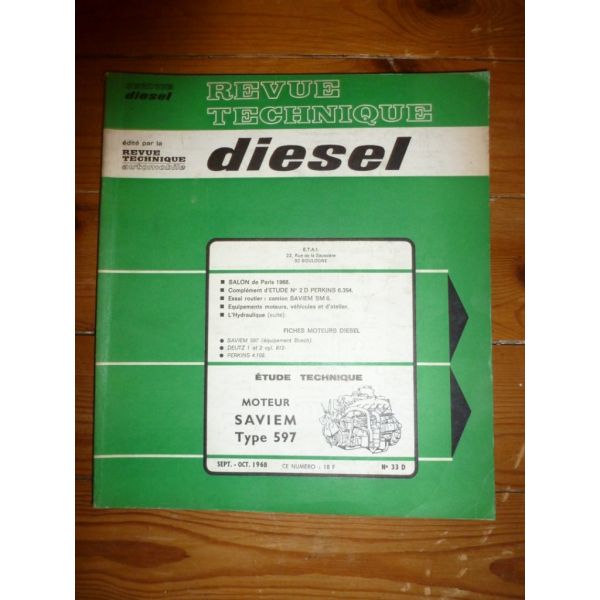 REVUE
diesel
REVUE
TECHNIQUE
édité par la
REVUE
TECHNIQUE
automobile
diesel
E.T.A.I.
22, Rue de la Saussière
92 BOULOGNE
■ SALON de Paris 1968.
■ Complément d'ETUDE N° 2 D PERKINS 6.354.
■ Essai routier : camion SAVIEM SM 6.
■ Equipements moteurs, véhicules et d'atelier.
■ L'Hydraulique (suite).
FICHES MOTEURS DIESEL
● SAVIEM 597 (équipement Bosch).
● DEUTZ 1 et 2 cyl. 812.
● PERKINS 4.108.
ÉTUDE TECHNIQUE
MOTEUR
SAVIEM
Type 597
SEPT. - OCT. 1968 CE NUMERO : 18 F N° 33 D